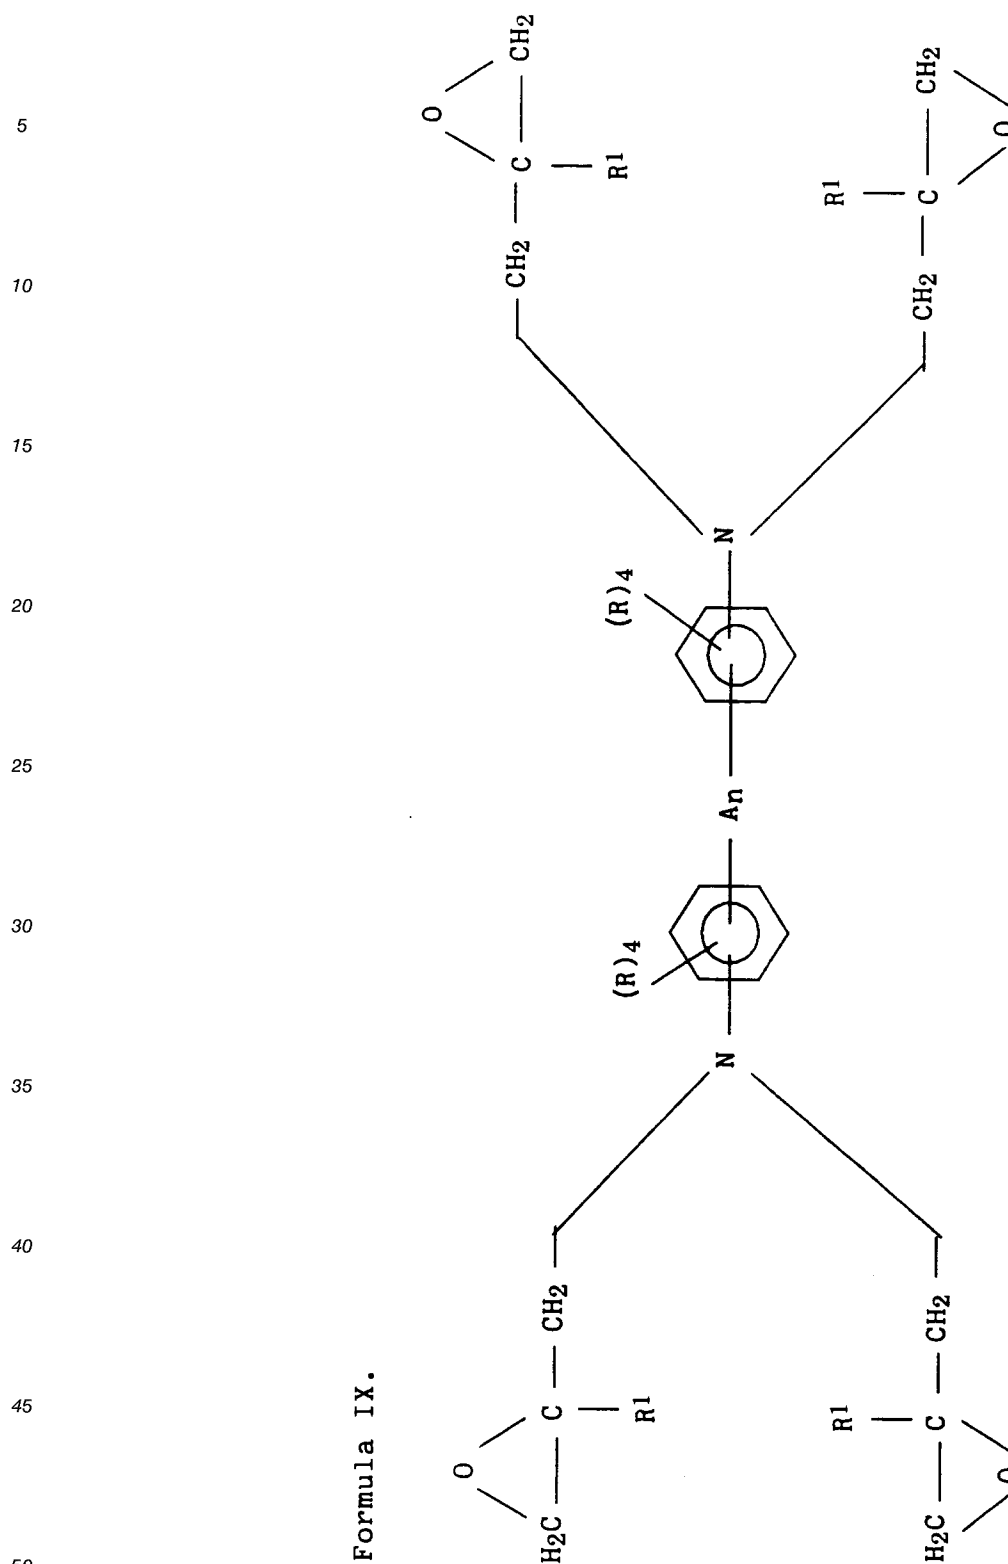 5
10
15
20
25
30
35
40
45
50
Formula IX.
O O
H2C C CH2 CH2 C CH2
R1 R1
(R)4 (R)4
N An N
R1 R1
H2C C CH2 CH2 C CH2
O O